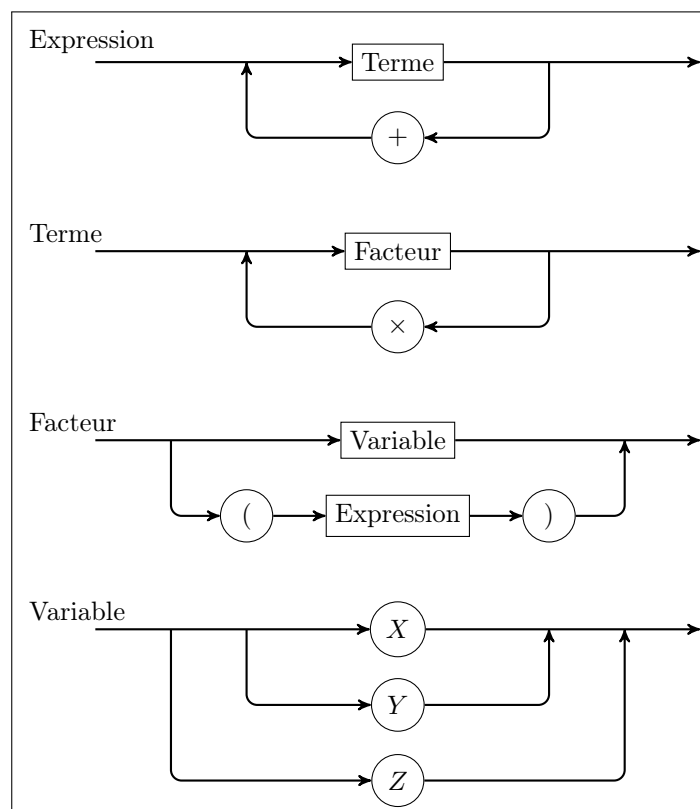 Expression
Terme
+
Terme
Facteur
×
Facteur
Variable
( Expression )
Variable
X
Y
Z